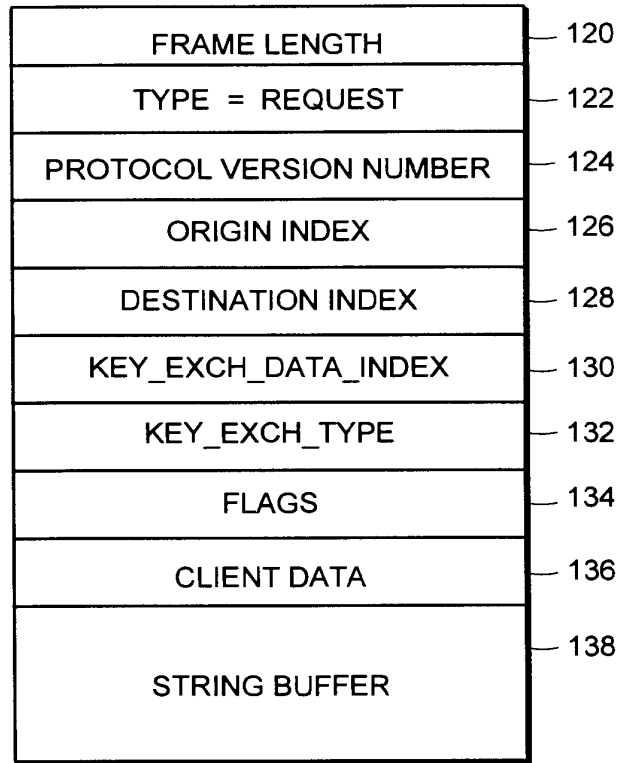 FRAME LENGTH 120
TYPE = REQUEST 122
PROTOCOL VERSION NUMBER 124
ORIGIN INDEX 126
DESTINATION INDEX 128
KEY_EXCH_DATA_INDEX 130
KEY_EXCH_TYPE 132
FLAGS 134
CLIENT DATA 136
STRING BUFFER 138